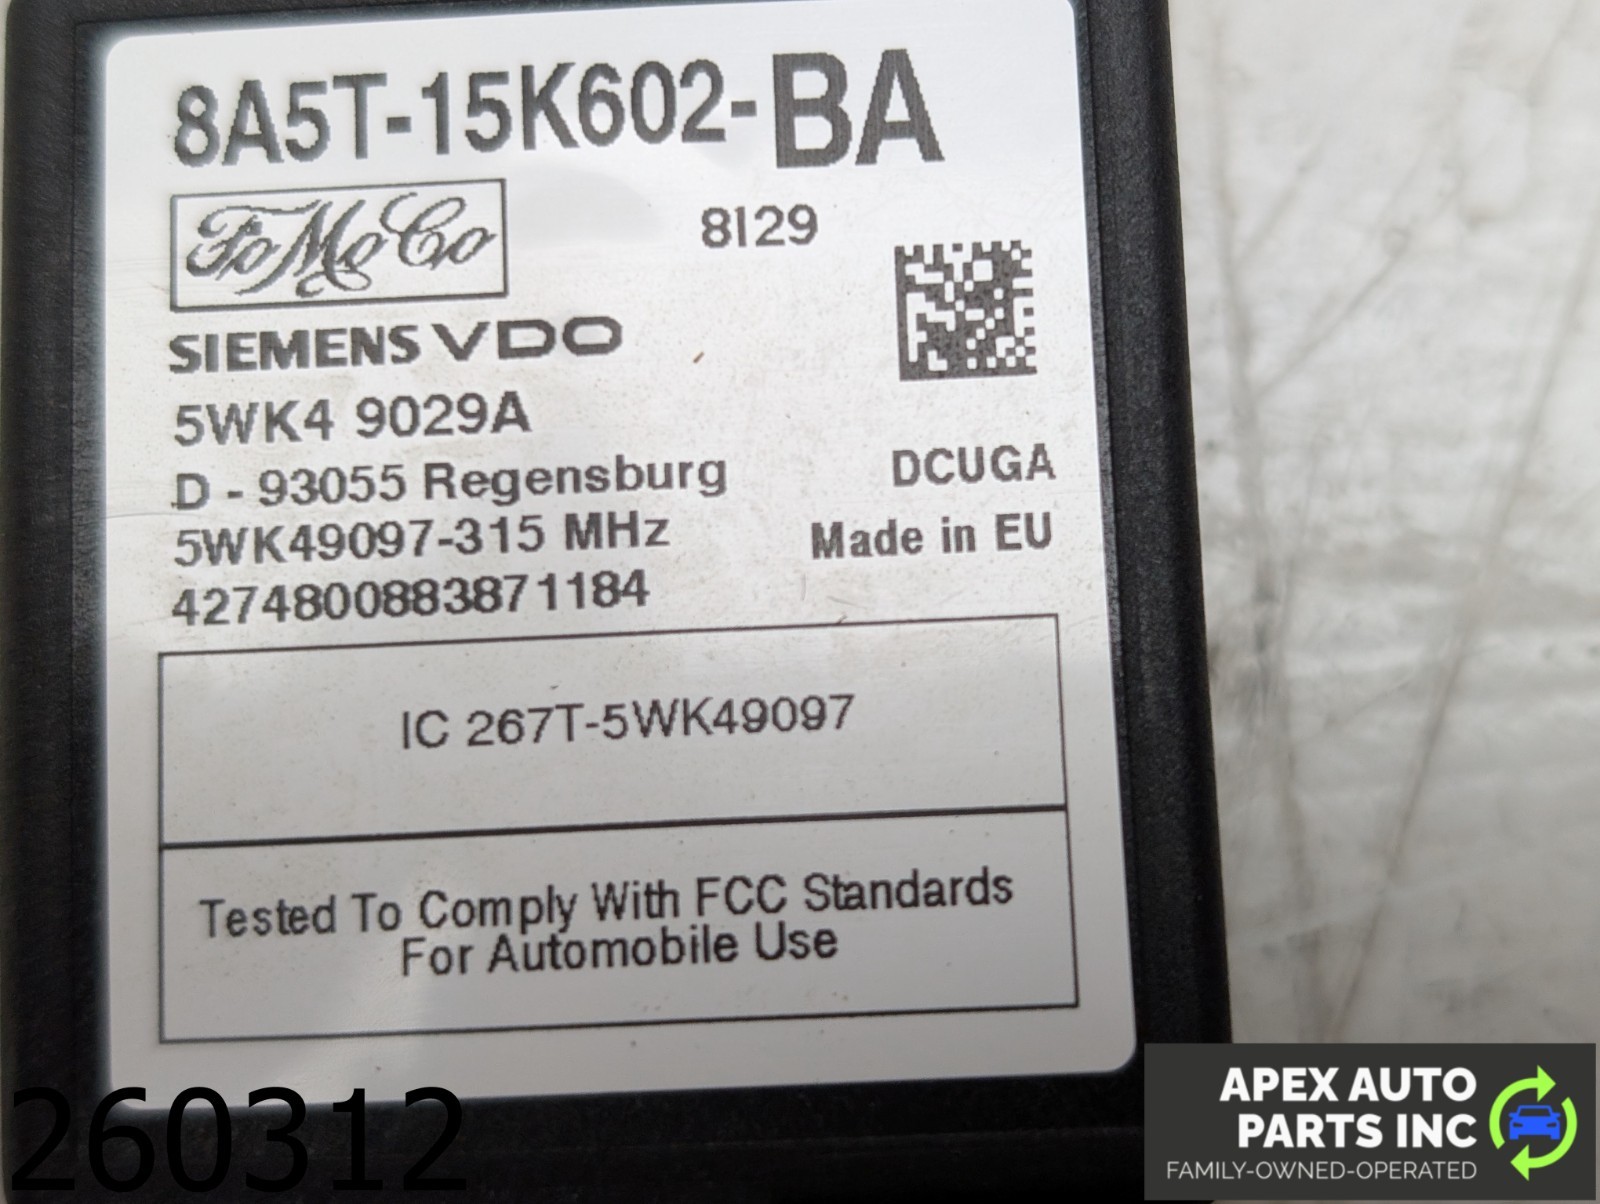 8A5T-15K602-BA
FoMoCo
8129
SIEMENS VDO
5WK4 9029A
D - 93055 Regensburg
DCUGA
5WK49097-315 MHz
Made in EU
4274800883871184
IC 267T-5WK49097
Tested To Comply With FCC Standards
For Automobile Use
260312
APEX AUTO
PARTS INC
FAMILY-OWNED-OPERATED